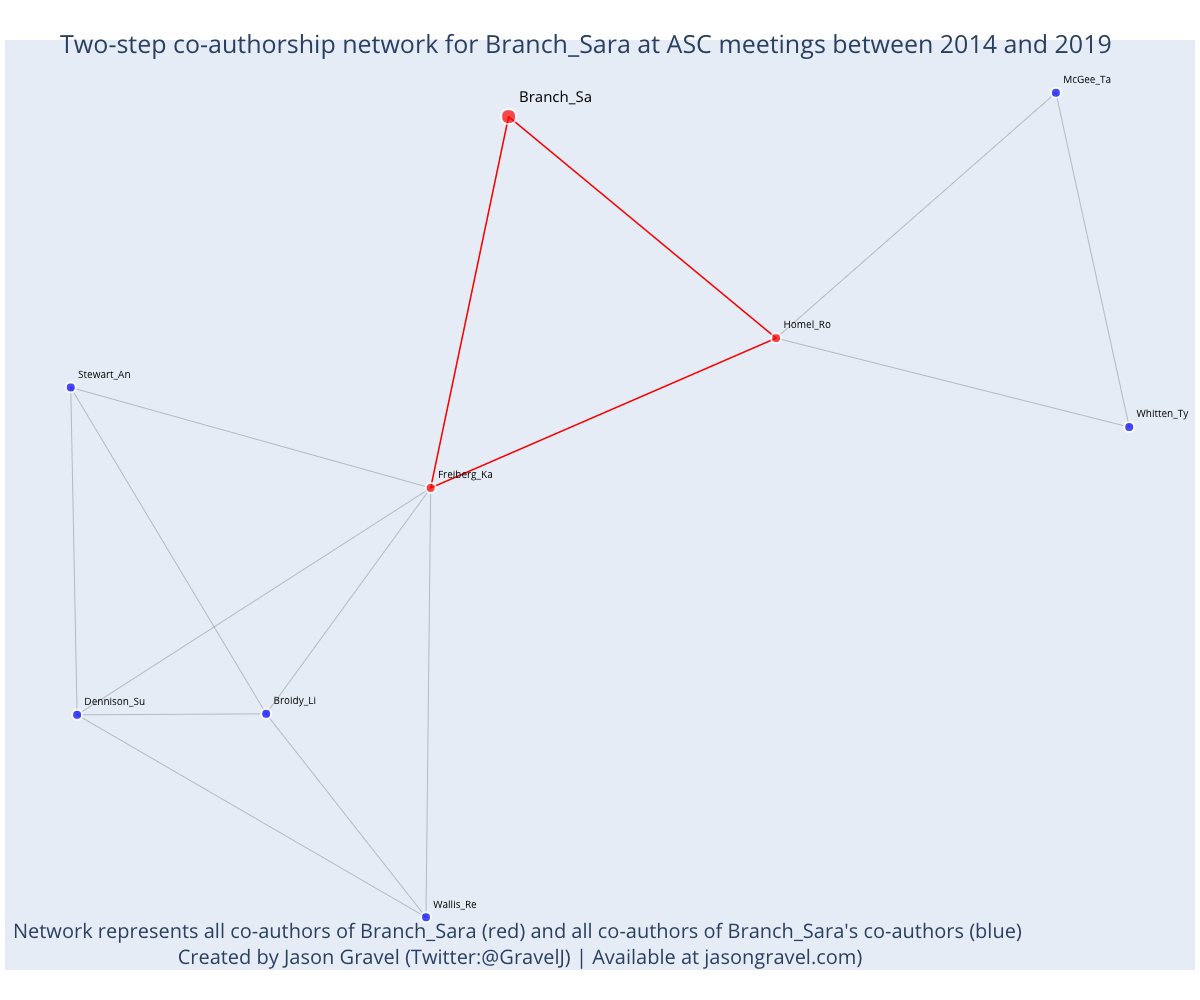 Two-step co-authorship network for Branch_Sara at ASC meetings between 2014 and 2019
McGee_Ta
Branch_Sa
Homel_Ro
Stewart_An
Whitten_Ty
Freiberg_Ka
Dennison_Su
Broidy_Li
Wallis_Re
Network represents all co-authors of Branch_Sara (red) and all co-authors of Branch_Sara's co-authors (blue)
Created by Jason Gravel (Twitter:@GravelJ) | Available at jasongravel.com)